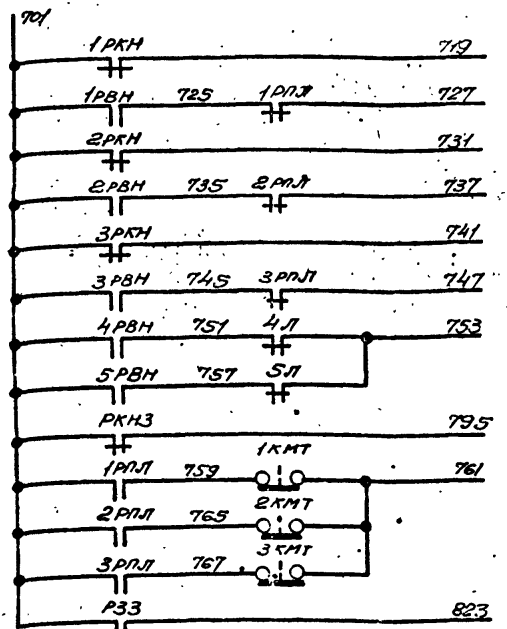 701
1РКН 719
1РВН 725 1РПЛ 727
2РКН 731
2РВН 735 2РПЛ 737
3РКН 741
3РВН 745 3РПЛ 747
4РВН 751 4Л 753
5РВН 757 5Л
РКНЗ 795
1РПЛ 759 1КМТ 761
2РПЛ 765 2КМТ
3РПЛ 767 3КМТ
РЗЗ 823